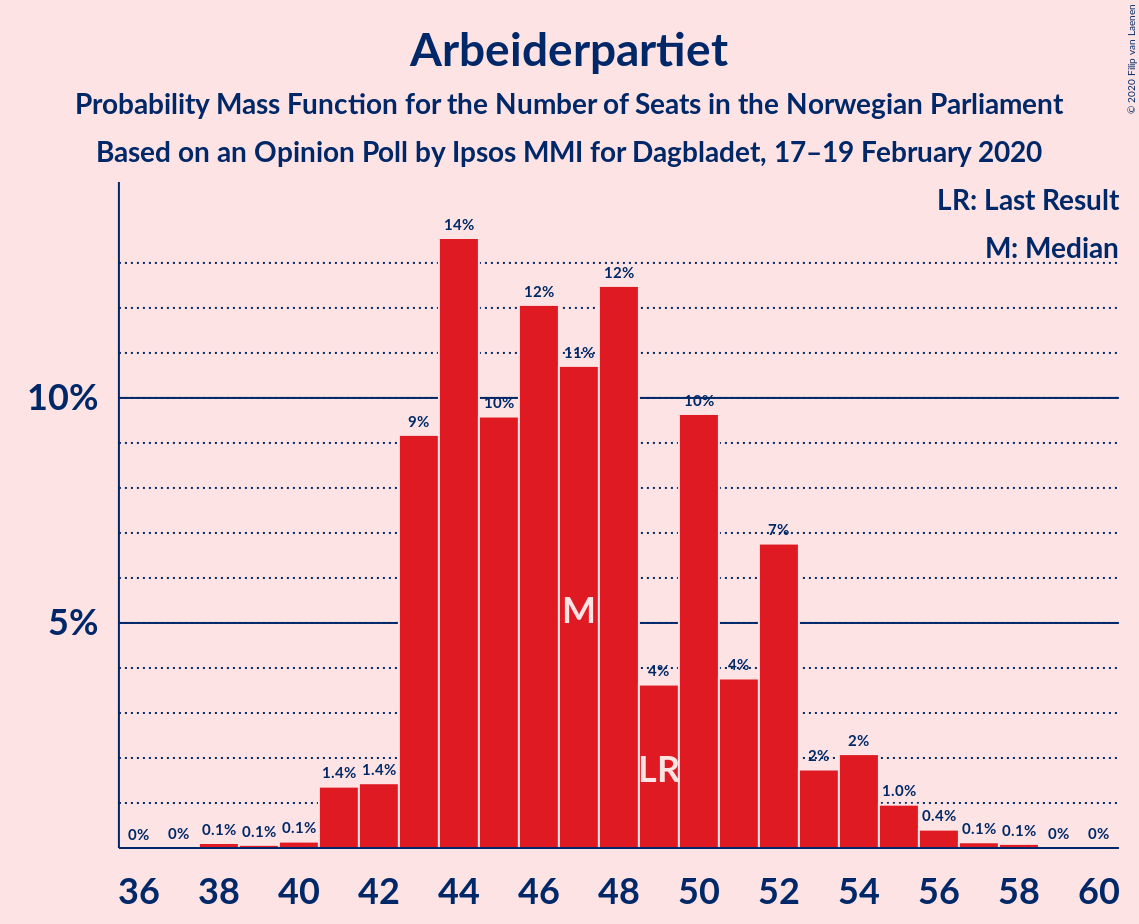 Arbeiderpartiet
Probability Mass Function for the Number of Seats in the Norwegian Parliament
Based on an Opinion Poll by Ipsos MMI for Dagbladet, 17–19 February 2020
© 2020 Filip van Laenen
LR: Last Result
M: Median
10%
5%
0% 0% 0.1% 0.1% 0.1% 1.4% 1.4% 9% 14% 10% 12% 11% 12% 4% 10% 4% 7% 2% 2% 1.0% 0.4% 0.1% 0.1% 0% 0%
M
LR
36 38 40 42 44 46 48 50 52 54 56 58 60